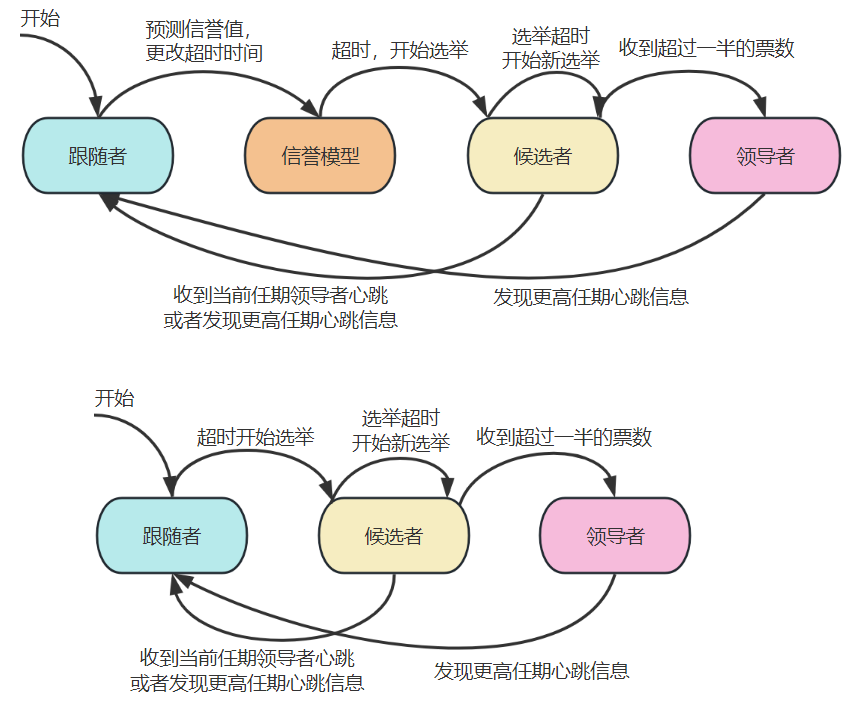 开始
预测信誉值，
更改超时时间
超时，开始选举
选举超时
开始新选举
收到超过一半的票数
跟随者
信誉模型
候选者
领导者
收到当前任期领导者心跳
或者发现更高任期心跳信息
发现更高任期心跳信息
开始
超时开始选举
选举超时
开始新选举
收到超过一半的票数
跟随者
候选者
领导者
收到当前任期领导者心跳
或者发现更高任期心跳信息
发现更高任期心跳信息